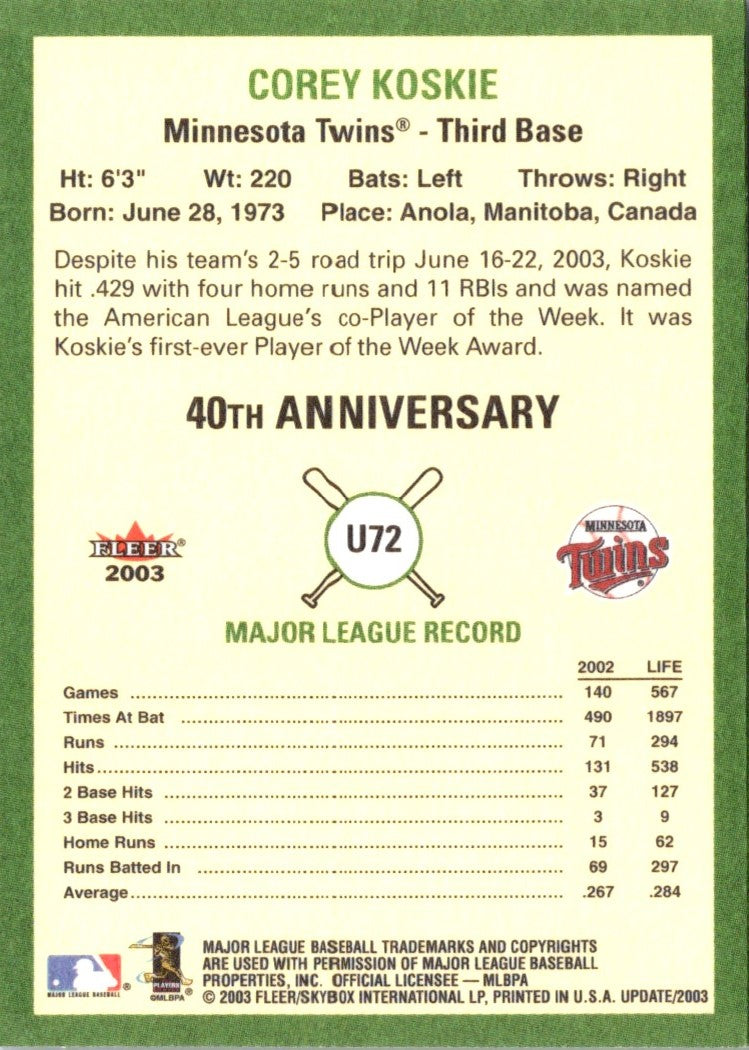 COREY KOSKIE
Minnesota Twins® - Third Base
Ht: 6'3" Wt: 220 Bats: Left Throws: Right
Born: June 28, 1973 Place: Anola, Manitoba, Canada
Despite his team's 2-5 road trip June 16-22, 2003, Koskie
hit .429 with four home runs and 11 RBIs and was named
the American League's co-Player of the Week. It was
Koskie's first-ever Player of the Week Award.
40TH ANNIVERSARY
FLEER®
2003
U72
MINNESOTA
Twins®
MAJOR LEAGUE RECORD
2002 LIFE
Games 140 567
Times At Bat 490 1897
Runs 71 294
Hits 131 538
2 Base Hits 37 127
3 Base Hits 3 9
Home Runs 15 62
Runs Batted In 69 297
Average .267 .284
MAJOR LEAGUE BASEBALL®
PLAYERS
©MLBPA®
MAJOR LEAGUE BASEBALL TRADEMARKS AND COPYRIGHTS
ARE USED WITH PERMISSION OF MAJOR LEAGUE BASEBALL
PROPERTIES, INC. OFFICIAL LICENSEE — MLBPA
© 2003 FLEER/SKYBOX INTERNATIONAL LP, PRINTED IN U.S.A. UPDATE/2003